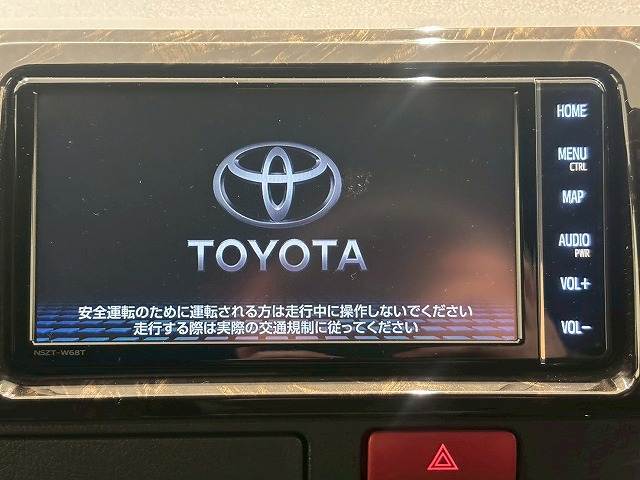 TOYOTA
安全運転のために運転される方は走行中に操作しないでください
走行する際は実際の交通規制に従ってください
NSZT-W68T
HOME
MENU
CTRL
MAP
AUDIO
PWR
VOL+
VOL−